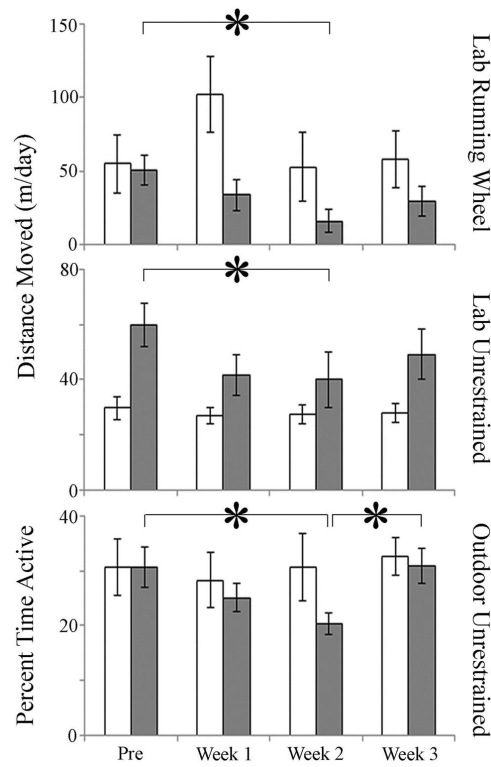 150
100
50
0
Lab Running Wheel
Distance Moved (m/day)
*
80
40
0
Lab Unrestrained
*
40
20
0
Percent Time Active
Outdoor Unrestrained
* *
Pre Week 1 Week 2 Week 3